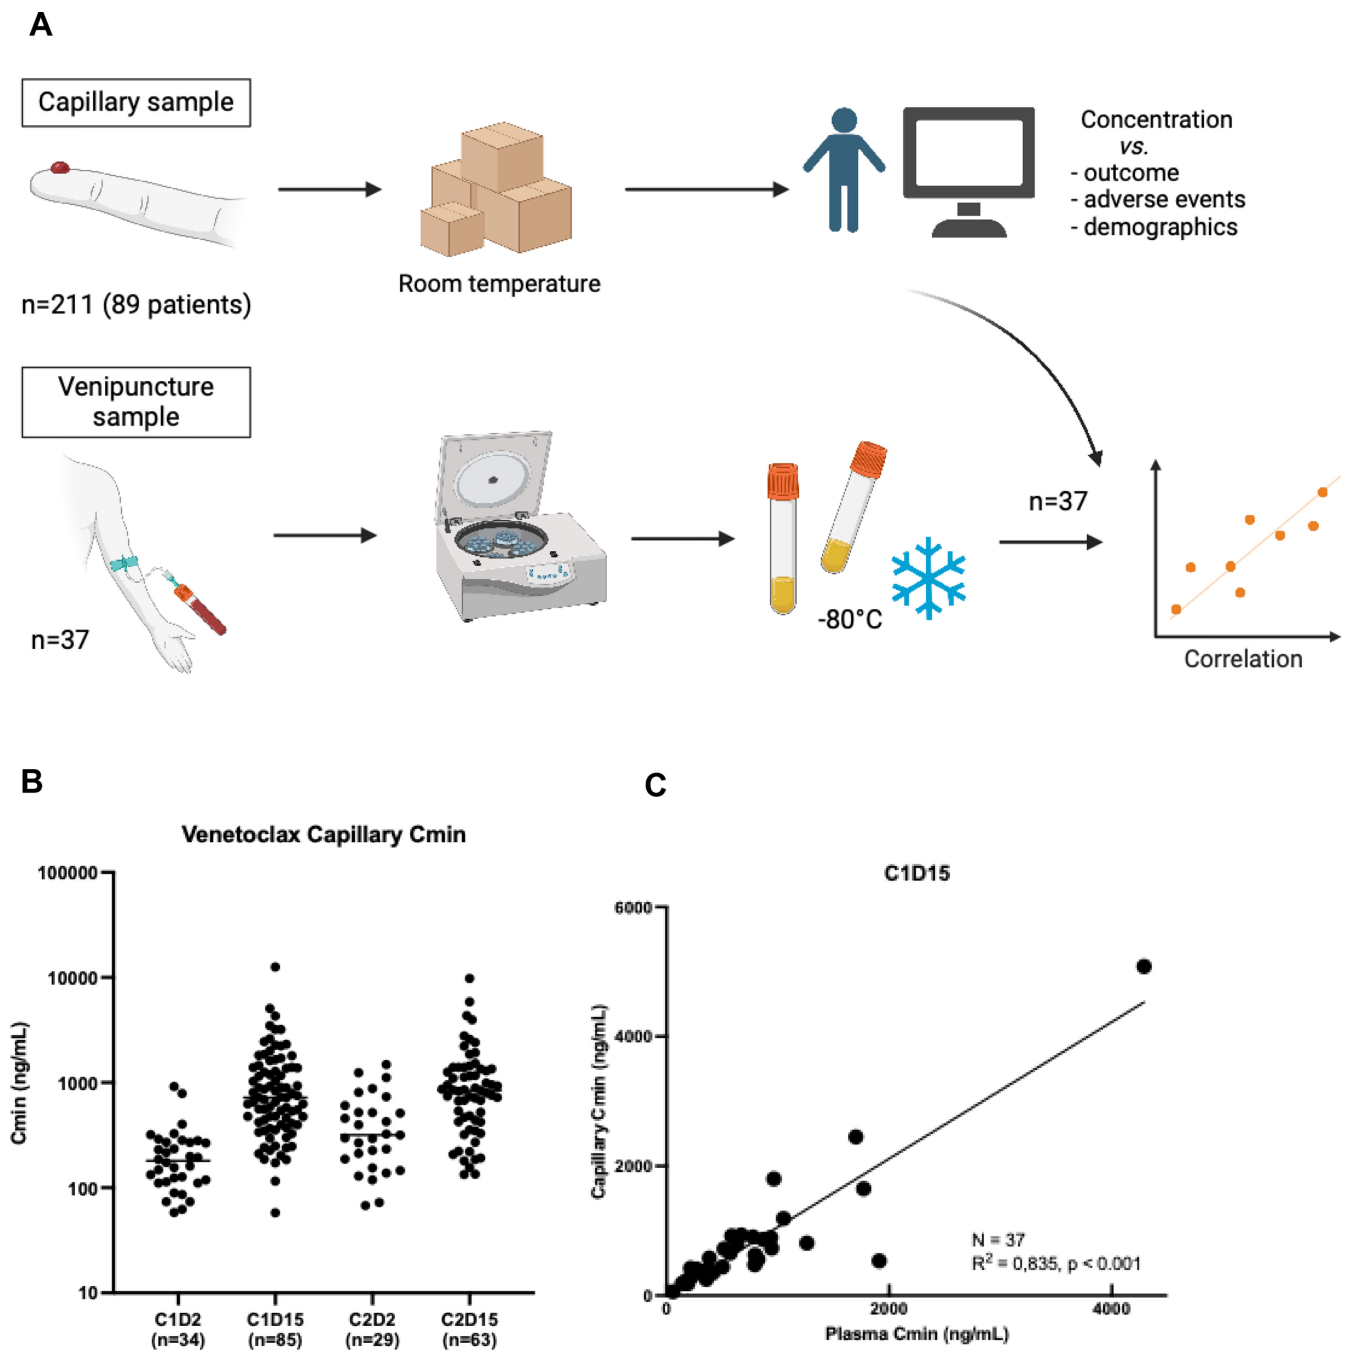 A
Capillary sample
n=211 (89 patients)
Room temperature
Concentration
vs.
- outcome
- adverse events
- demographics
Venipuncture
sample
n=37
-80°C
n=37
Correlation
B
Venetoclax Capillary Cmin
Cmin (ng/mL)
100000
10000
1000
100
10
C1D2
(n=34)
C1D15
(n=85)
C2D2
(n=29)
C2D15
(n=63)
C
C1D15
Capillary Cmin (ng/mL)
6000
4000
2000
0
N = 37
R² = 0,835, p < 0.001
0
2000
4000
Plasma Cmin (ng/mL)